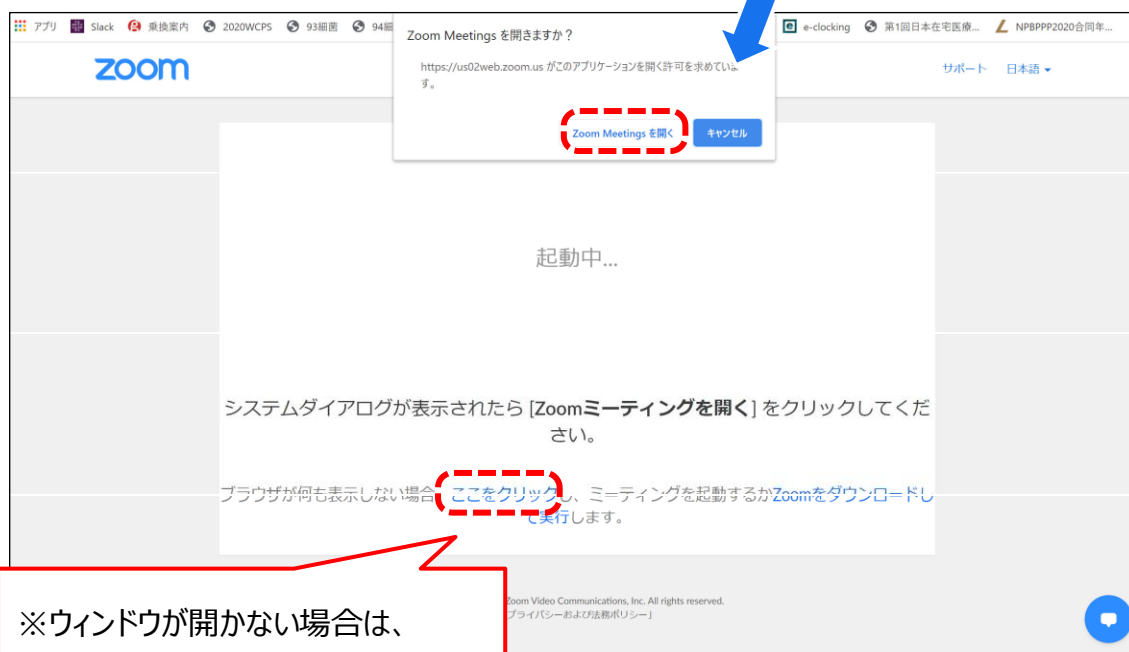 アプリ Slack 乗換案内 2020WCPS 93細菌 94細 e-clocking 第1回日本在宅医療... NPBPPP2020合同年...
Zoom Meetings を開きますか？
https://us02web.zoom.us がこのアプリケーションを開く許可を求めていま
す。
Zoom Meetings を開く キャンセル
zoom サポート 日本語
起動中...
システムダイアログが表示されたら [Zoomミーティングを開く] をクリックしてくだ
さい。
ブラウザが何も表示しない場合、ここをクリックし、ミーティングを起動するかZoomをダウンロードし
て実行します。
Zoom Video Communications, Inc. All rights reserved.
プライバシーおよび法務ポリシー]
※ウィンドウが開かない場合は、